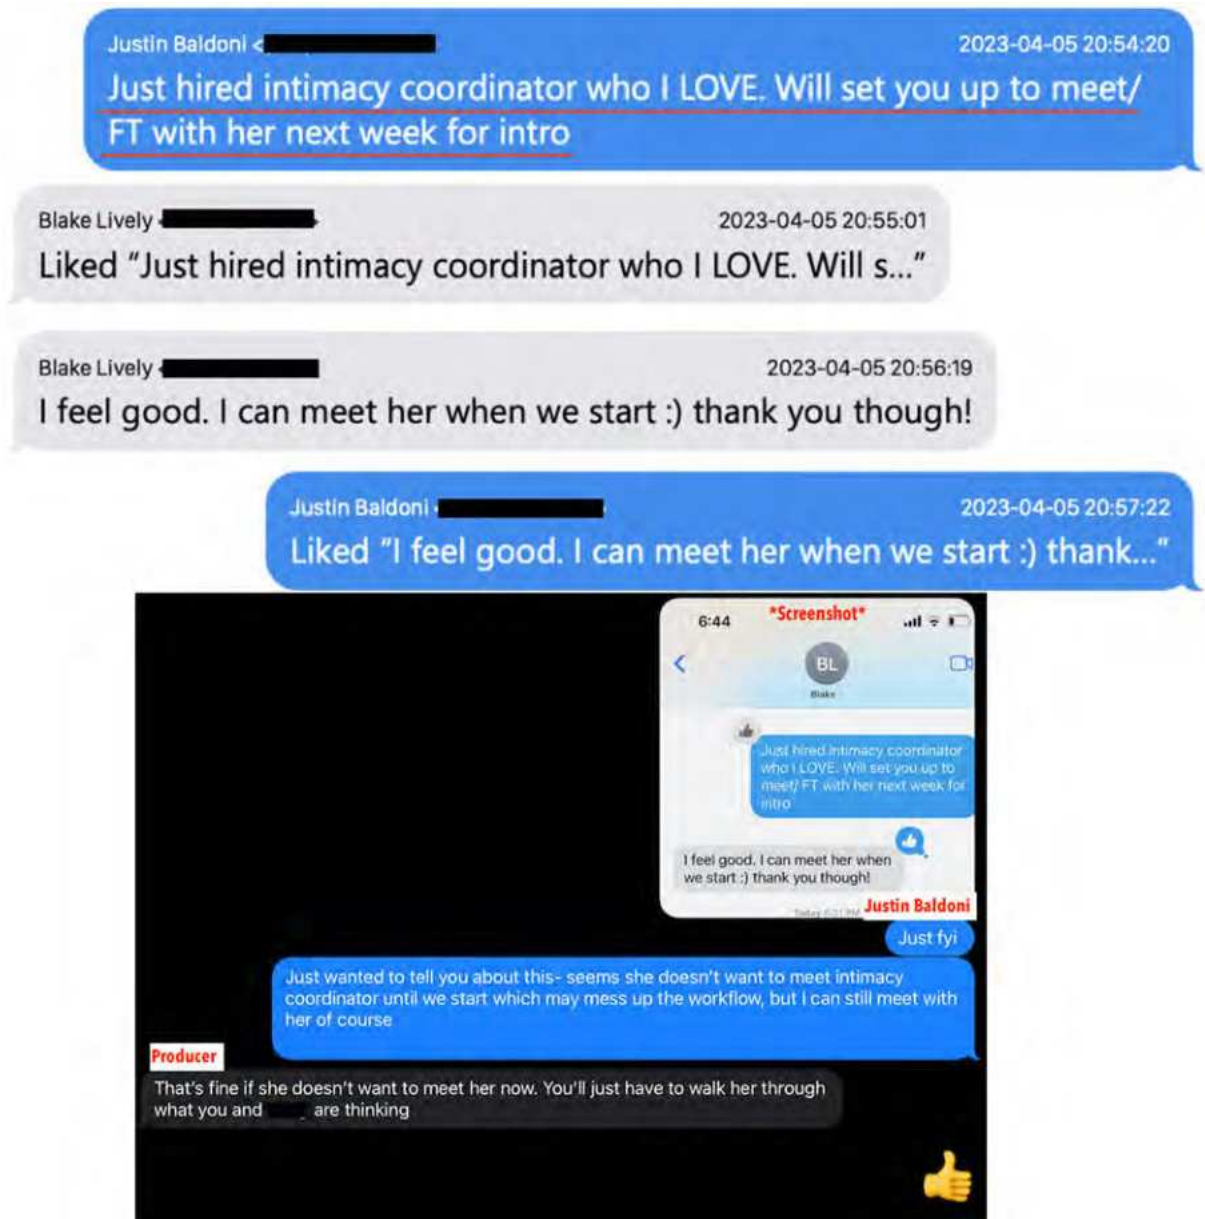 Justin Baldoni <
2023-04-05 20:54:20
Just hired intimacy coordinator who I LOVE. Will set you up to meet/
FT with her next week for intro
Blake Lively
2023-04-05 20:55:01
Liked “Just hired intimacy coordinator who I LOVE. Will s...”
Blake Lively
2023-04-05 20:56:19
I feel good. I can meet her when we start :) thank you though!
Justin Baldoni
2023-04-05 20:57:22
Liked “I feel good. I can meet her when we start :) thank...”
6:44
*Screenshot*
BL
Blake
Just hired intimacy coordinator
who I LOVE. Will set you up to
meet/ FT with her next week for
intro
I feel good. I can meet her when
we start :) thank you though!
Today
Justin Baldoni
Just fyi
Just wanted to tell you about this- seems she doesn't want to meet intimacy
coordinator until we start which may mess up the workflow, but I can still meet with
her of course
Producer
That's fine if she doesn't want to meet her now. You'll just have to walk her through
what you and are thinking